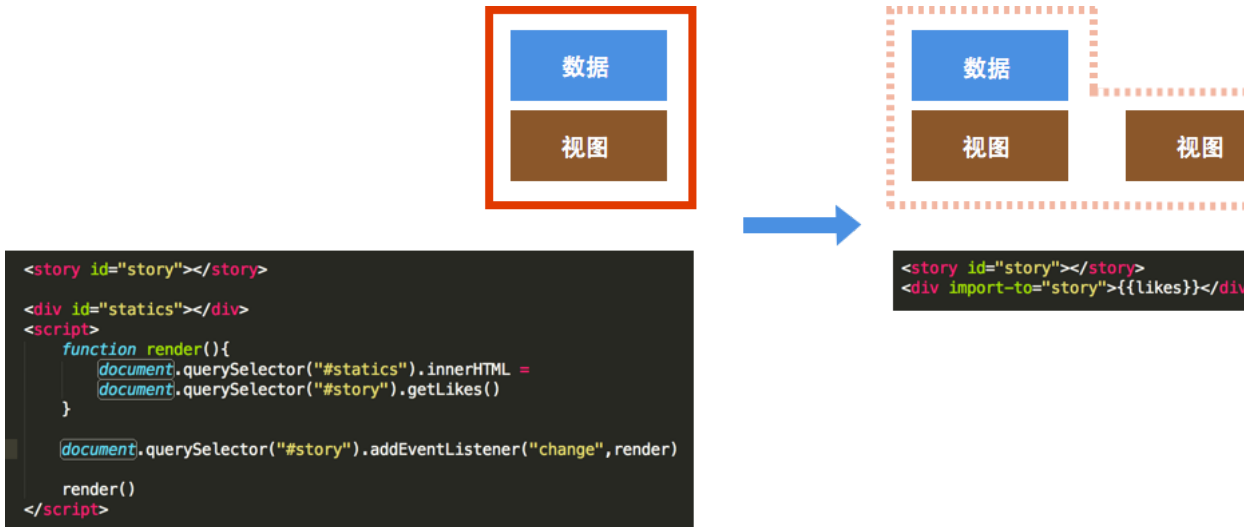 数据
视图
数据
视图
视图
<story id="story"></story>
<div id="statics"></div>
<script>
function render(){
document.querySelector("#statics").innerHTML =
document.querySelector("#story").getLikes()
}
document.querySelector("#story").addEventListener("change",render)
render()
</script>
<story id="story"></story>
<div import-to="story">{{likes}}</div